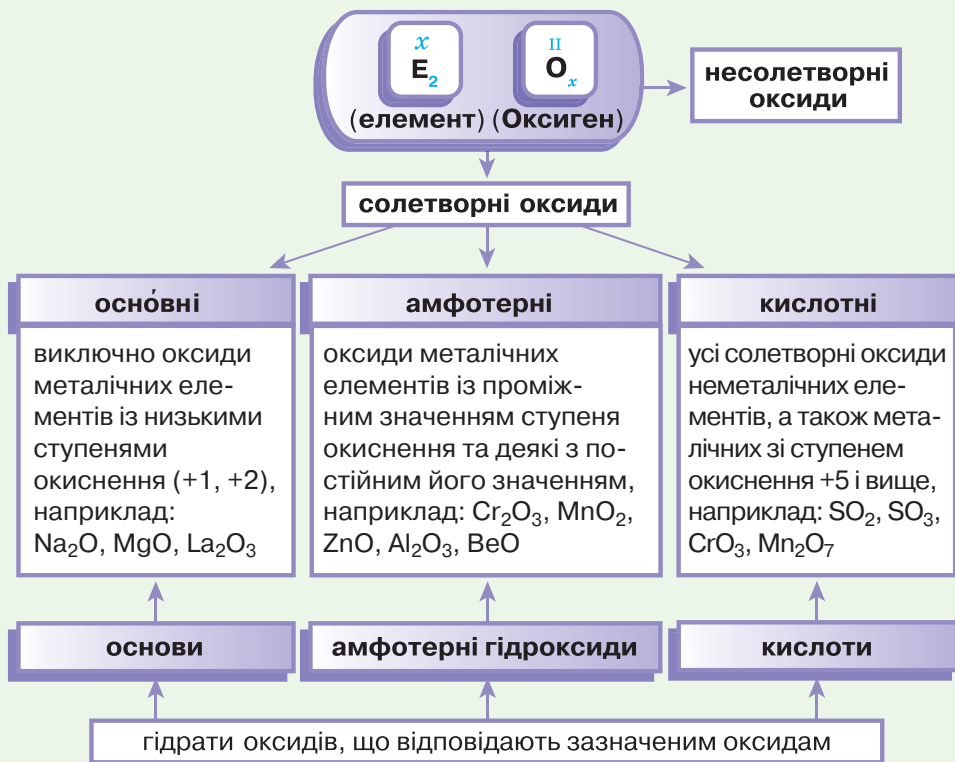 x II
E₂ Oₓ
(елемент) (Оксиген)
несолетворні
оксиди
солетворні оксиди
осно́вні
виключно оксиди
металічних еле-
ментів із низькими
ступенями
окиснення (+1, +2),
наприклад:
Na₂O, MgO, La₂O₃
амфотерні
оксиди металічних
елементів із проміж-
ним значенням ступеня
окиснення та деякі з по-
стійним його значенням,
наприклад: Cr₂O₃, MnO₂,
ZnO, Al₂O₃, BeO
кислотні
усі солетворні оксиди
неметалічних еле-
ментів, а також мета-
лічних зі ступенем
окиснення +5 і вище,
наприклад: SO₂, SO₃,
CrO₃, Mn₂O₇
основи
амфотерні гідроксиди
кислоти
гідрати оксидів, що відповідають зазначеним оксидам